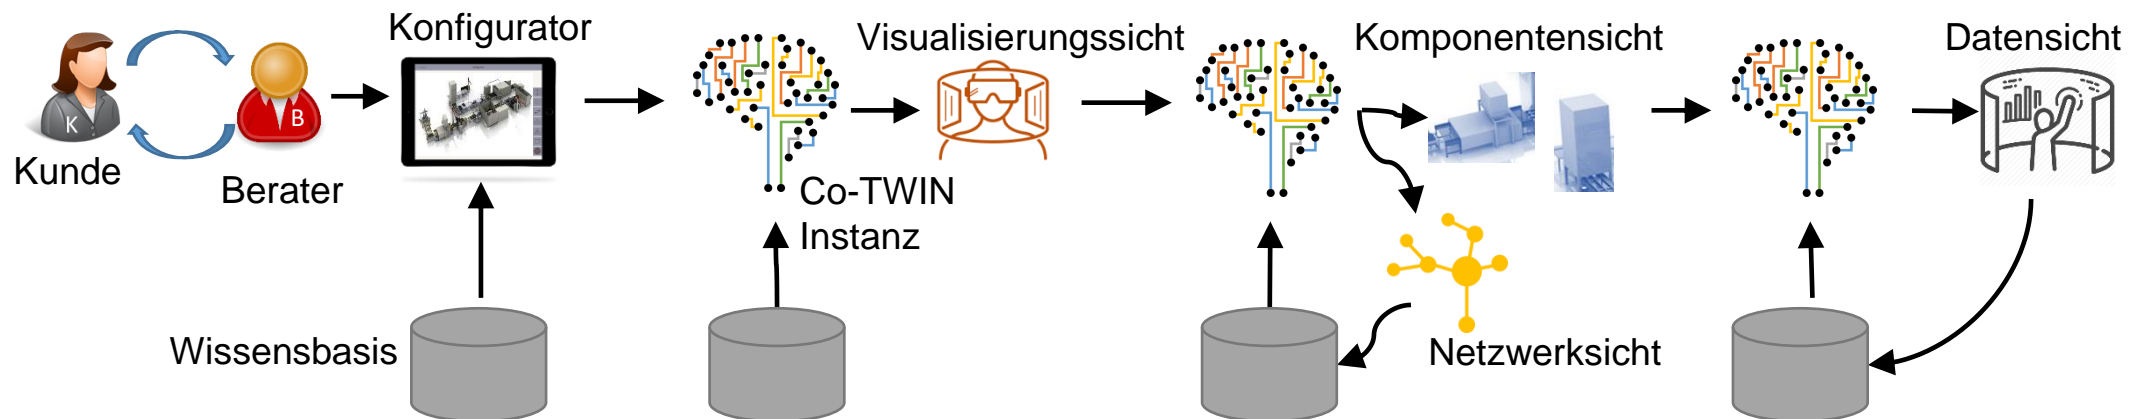 Konfigurator
Visualisierungssicht
Komponentensicht
Datensicht
K
B
Kunde
Berater
Co-TWIN
Instanz
Wissensbasis
Netzwerksicht